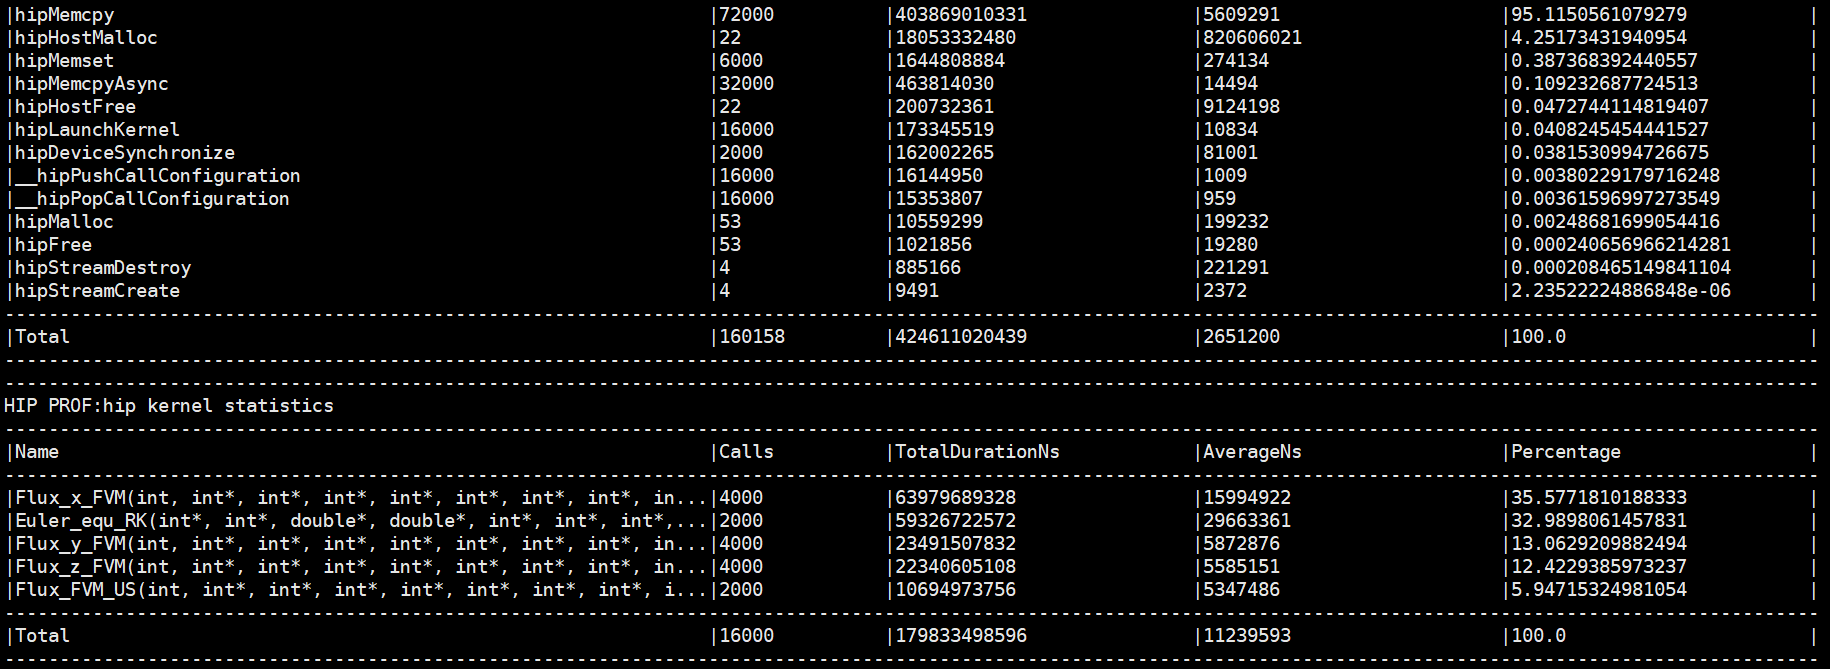 |hipMemcpy |72000 |403869010331 |5609291 |95.1150561079279 |
|hipHostMalloc |22 |18053332480 |820606021 |4.25173431940954 |
|hipMemset |6000 |1644808884 |274134 |0.387368392440557 |
|hipMemcpyAsync |32000 |463814030 |14494 |0.109232687724513 |
|hipHostFree |22 |200732361 |9124198 |0.0472744114819407 |
|hipLaunchKernel |16000 |173345519 |10834 |0.0408245454441527 |
|hipDeviceSynchronize |2000 |162002265 |81001 |0.0381530994726675 |
|__hipPushCallConfiguration |16000 |16144950 |1009 |0.00380229179716248 |
|__hipPopCallConfiguration |16000 |15353807 |959 |0.00361596997273549 |
|hipMalloc |53 |10559299 |199232 |0.00248681699054416 |
|hipFree |53 |1021856 |19280 |0.000240656966214281 |
|hipStreamDestroy |4 |885166 |221291 |0.000208465149841104 |
|hipStreamCreate |4 |9491 |2372 |2.23522224886848e-06 |
|Total |160158 |424611020439 |2651200 |100.0 |
HIP PROF:hip kernel statistics
|Name |Calls |TotalDurationNs |AverageNs |Percentage |
|Flux_x_FVM(int, int*, int*, int*, int*, int*, int*, int*, in...|4000 |63979689328 |15994922 |35.5771810188333 |
|Euler_equ_RK(int*, int*, double*, double*, int*, int*, int*,...|2000 |59326722572 |29663361 |32.9898061457831 |
|Flux_y_FVM(int, int*, int*, int*, int*, int*, int*, int*, in...|4000 |23491507832 |5872876 |13.0629209882494 |
|Flux_z_FVM(int, int*, int*, int*, int*, int*, int*, int*, in...|4000 |22340605108 |5585151 |12.4229385973237 |
|Flux_FVM_US(int, int*, int*, int*, int*, int*, int*, int*, i...|2000 |10694973756 |5347486 |5.94715324981054 |
|Total |16000 |179833498596 |11239593 |100.0 |